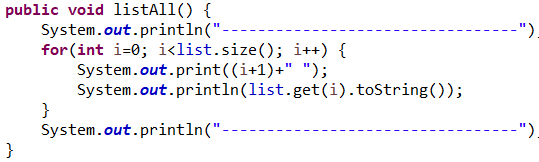 public void listAll() {
    System.out.println("---------------------------------")
    for(int i=0; i<list.size(); i++) {
        System.out.print((i+1)+" ");
        System.out.println(list.get(i).toString());
    }
    System.out.println("---------------------------------")
}